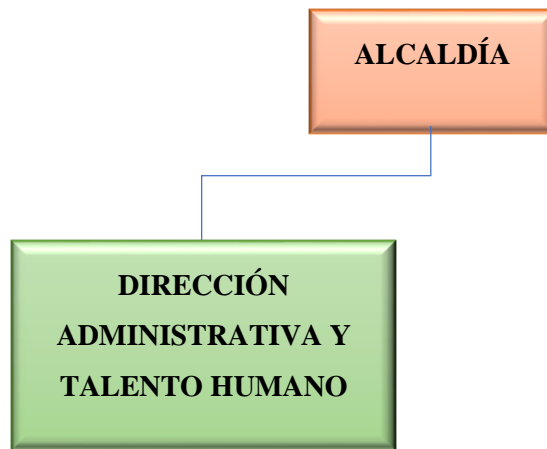 ALCALDÍA
DIRECCIÓN
ADMINISTRATIVA Y
TALENTO HUMANO